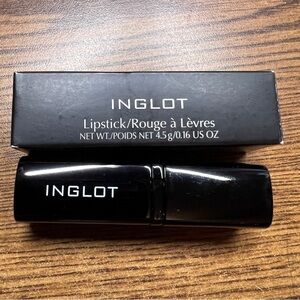 INGLOT
Lipstick/Rouge à Lèvres
NET WT./POIDS NET 4.5 g/0.16 US OZ
INGLOT